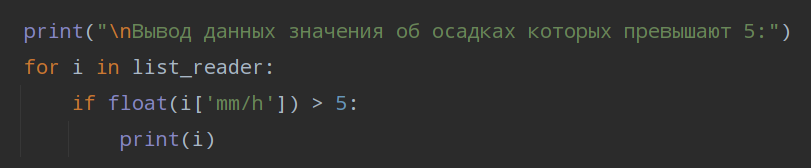 print("\nВывод данных значения об осадках которых превышают 5:")
for i in list_reader:
    if float(i['mm/h']) > 5:
        print(i)